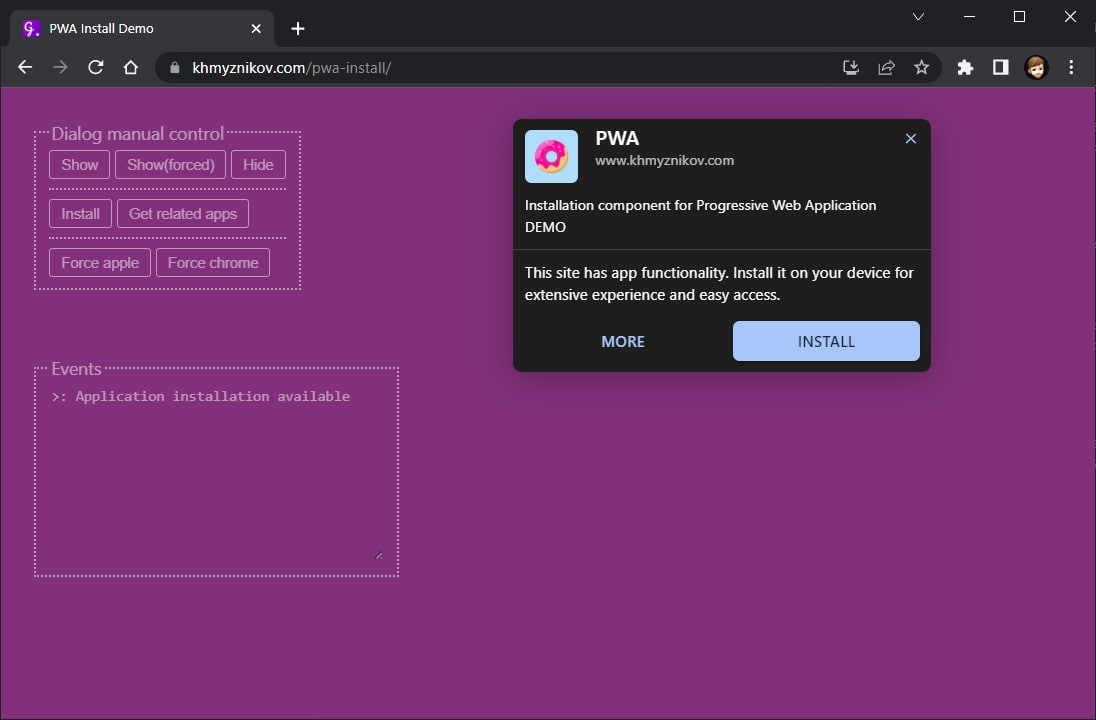 PWA Install Demo
khmyznikov.com/pwa-install/
Dialog manual control
Show Show(forced) Hide
Install Get related apps
Force apple Force chrome
Events
>: Application installation available
PWA
www.khmyznikov.com
Installation component for Progressive Web Application
DEMO
This site has app functionality. Install it on your device for
extensive experience and easy access.
MORE INSTALL